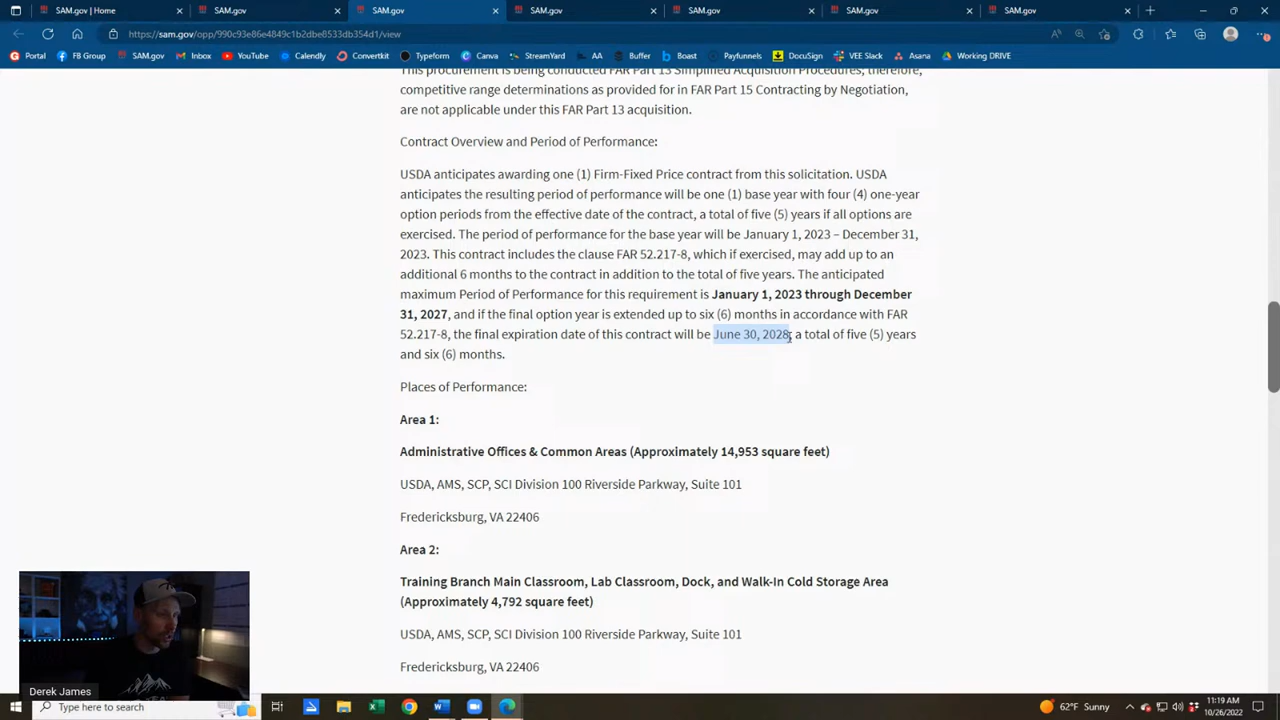 SAM.gov | Home
SAM.gov
SAM.gov
SAM.gov
SAM.gov
SAM.gov
SAM.gov
https://sam.gov/opp/990c93e86e4849c1b2dbe8533db354d1/view
Portal
FB Group
SAM.gov
Inbox
YouTube
Calendly
Convertkit
Typeform
Canva
StreamYard
AA
Buffer
Boast
Payfunnels
DocuSign
VEE Slack
Asana
Working DRIVE
This procurement is being conducted FAR Part 13 Simplified Acquisition Procedures; therefore,
competitive range determinations as provided for in FAR Part 15 Contracting by Negotiation,
are not applicable under this FAR Part 13 acquisition.
Contract Overview and Period of Performance:
USDA anticipates awarding one (1) Firm-Fixed Price contract from this solicitation. USDA
anticipates the resulting period of performance will be one (1) base year with four (4) one-year
option periods from the effective date of the contract, a total of five (5) years if all options are
exercised. The period of performance for the base year will be January 1, 2023 – December 31,
2023. This contract includes the clause FAR 52.217-8, which if exercised, may add up to an
additional 6 months to the contract in addition to the total of five years. The anticipated
maximum Period of Performance for this requirement is January 1, 2023 through December
31, 2027, and if the final option year is extended up to six (6) months in accordance with FAR
52.217-8, the final expiration date of this contract will be June 30, 2028, a total of five (5) years
and six (6) months.
Places of Performance:
Area 1:
Administrative Offices & Common Areas (Approximately 14,953 square feet)
USDA, AMS, SCP, SCI Division 100 Riverside Parkway, Suite 101
Fredericksburg, VA 22406
Area 2:
Training Branch Main Classroom, Lab Classroom, Dock, and Walk-In Cold Storage Area
(Approximately 4,792 square feet)
USDA, AMS, SCP, SCI Division 100 Riverside Parkway, Suite 101
Fredericksburg, VA 22406
Derek James
Type here to search
62°F Sunny
11:19 AM
10/26/2022